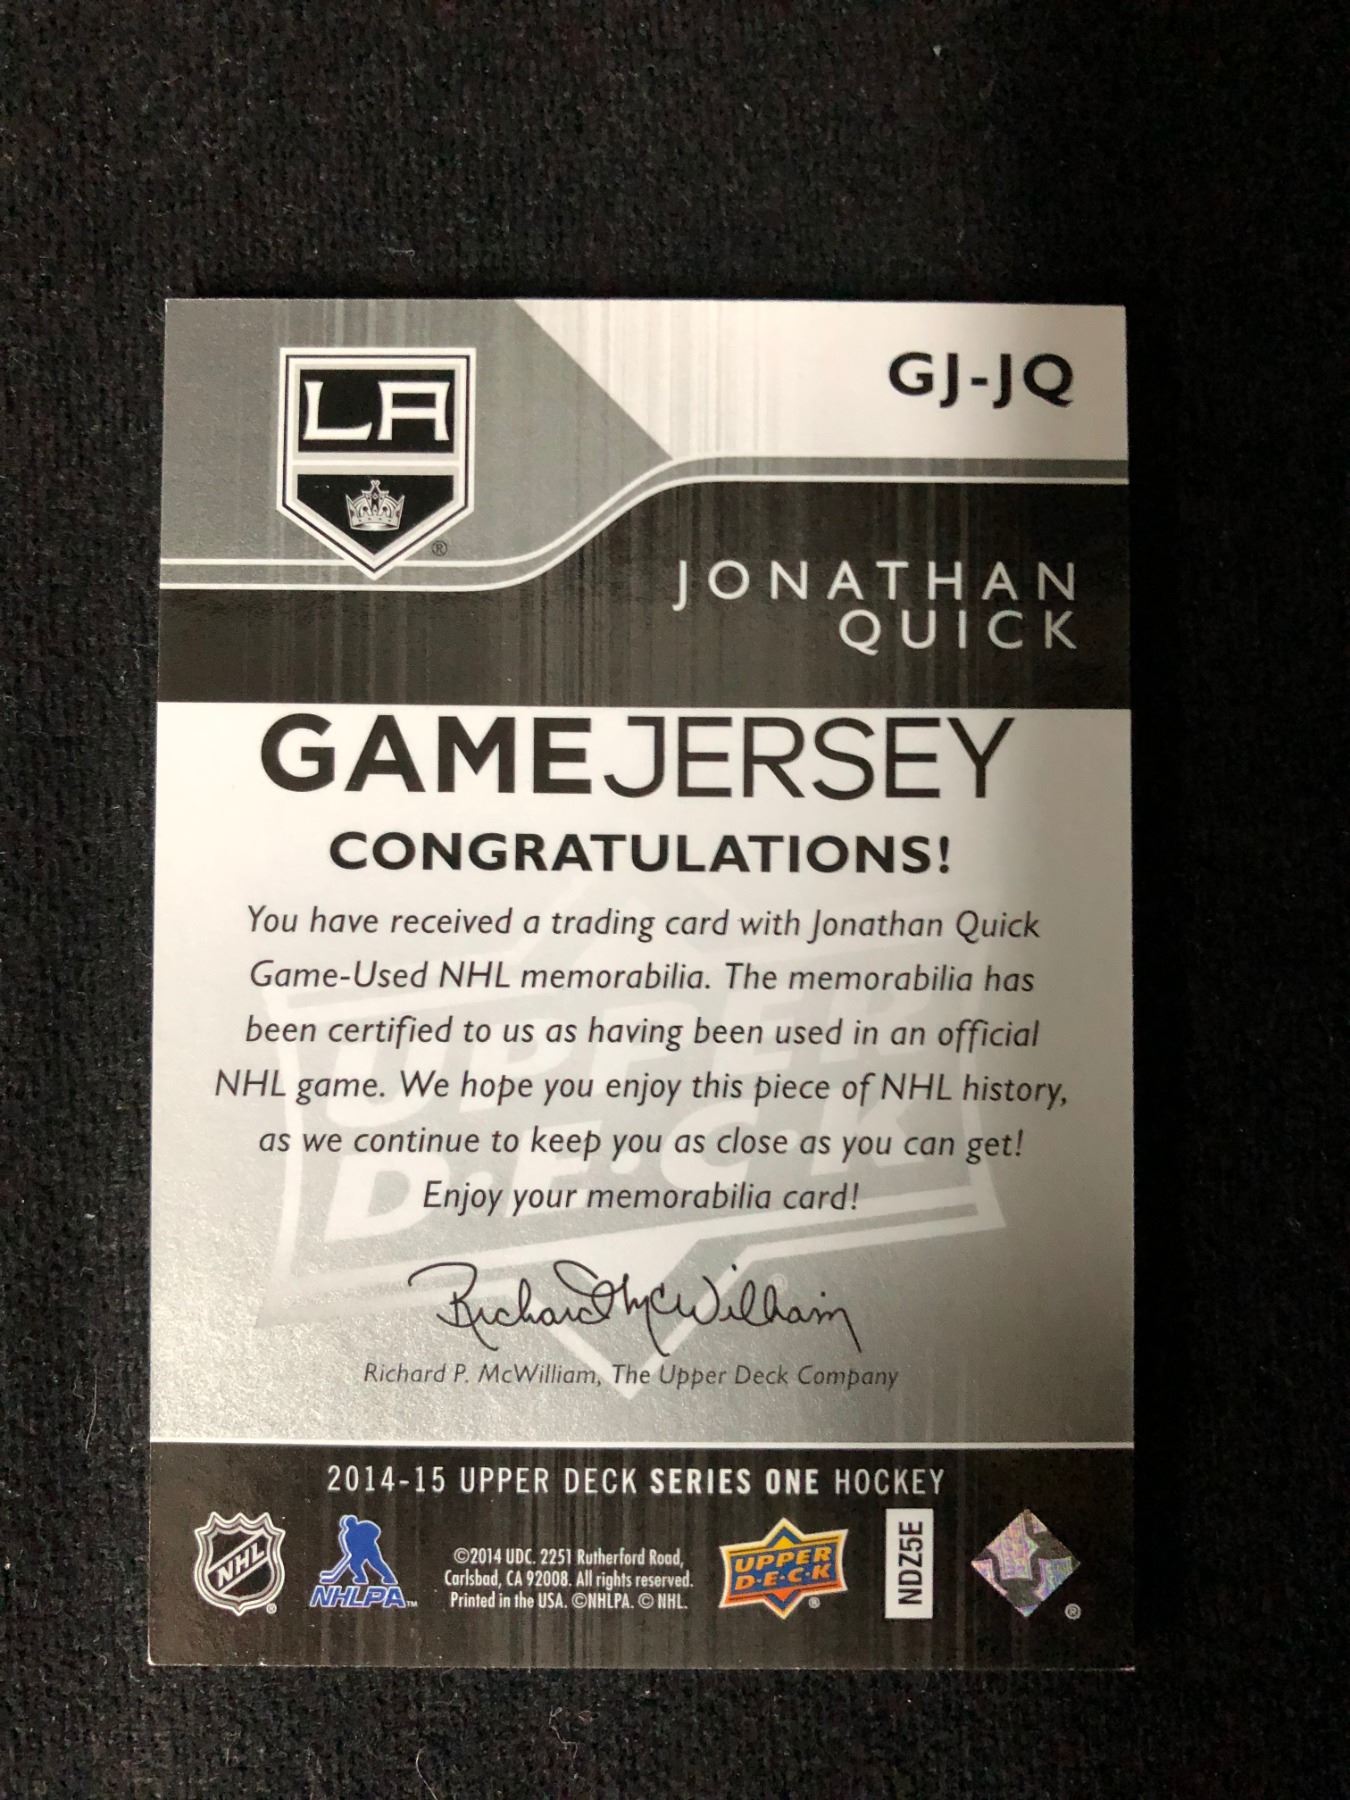 LA
®
GJ-JQ
JONATHAN
QUICK
GAMEJERSEY
CONGRATULATIONS!
You have received a trading card with Jonathan Quick
Game-Used NHL memorabilia. The memorabilia has
been certified to us as having been used in an official
NHL game. We hope you enjoy this piece of NHL history,
as we continue to keep you as close as you can get!
Enjoy your memorabilia card!
UPPER
D·E·C·K
Richard McWilliam
Richard P. McWilliam, The Upper Deck Company
2014-15 UPPER DECK SERIES ONE HOCKEY
NHL ®
NHLPA™
©2014 UDC. 2251 Rutherford Road,
Carlsbad, CA 92008. All rights reserved.
Printed in the USA. ©NHLPA. © NHL.
UPPER
D·E·C·K ®
NDZ5E
®